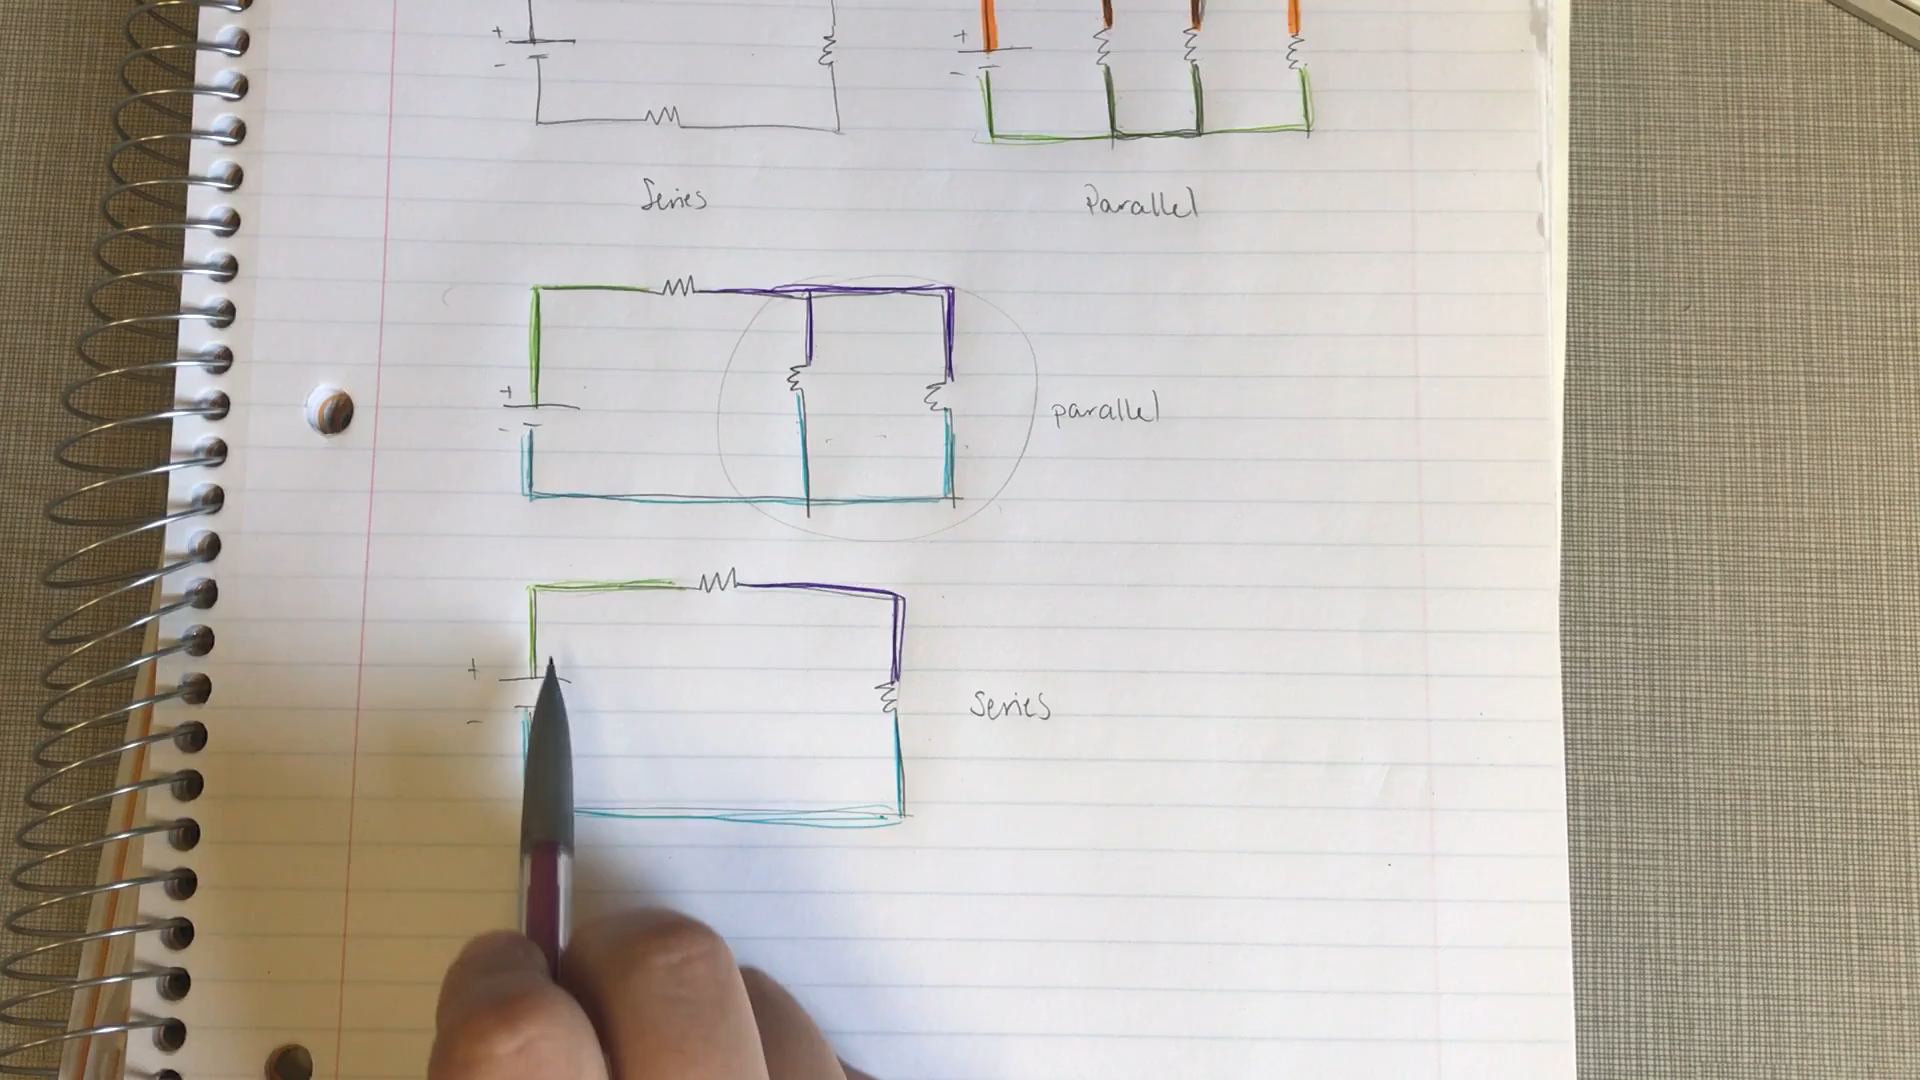 +
-
+
-
Series
Parallel
+
-
parallel
+
-
Series